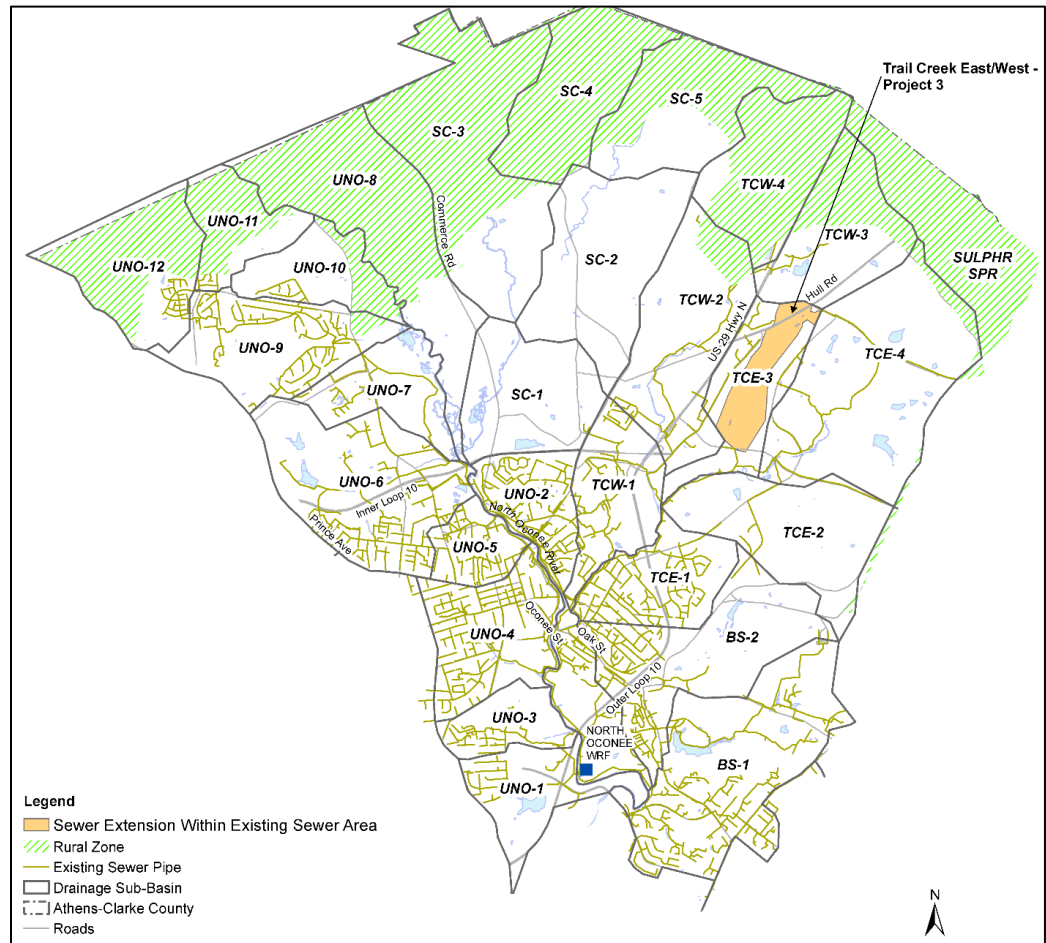 Trail Creek East/West -
Project 3
SC-4
SC-5
SC-3
UNO-8
TCW-4
UNO-11
Commerce Rd
TCW-3
SULPHR
SPR
UNO-12
UNO-10
SC-2
Hull Rd
TCW-2
US 29 Hwy N
UNO-9
TCE-4
TCE-3
UNO-7
SC-1
UNO-6
Inner Loop 10
UNO-2
TCW-1
North Oconee River
Prince Ave
UNO-5
TCE-2
TCE-1
Oconee St
Oak St
UNO-4
BS-2
Outer Loop 10
UNO-3
NORTH
OCONEE
WRF
BS-1
UNO-1
Legend
Sewer Extension Within Existing Sewer Area
Rural Zone
Existing Sewer Pipe
Drainage Sub-Basin
Athens-Clarke County
Roads
N